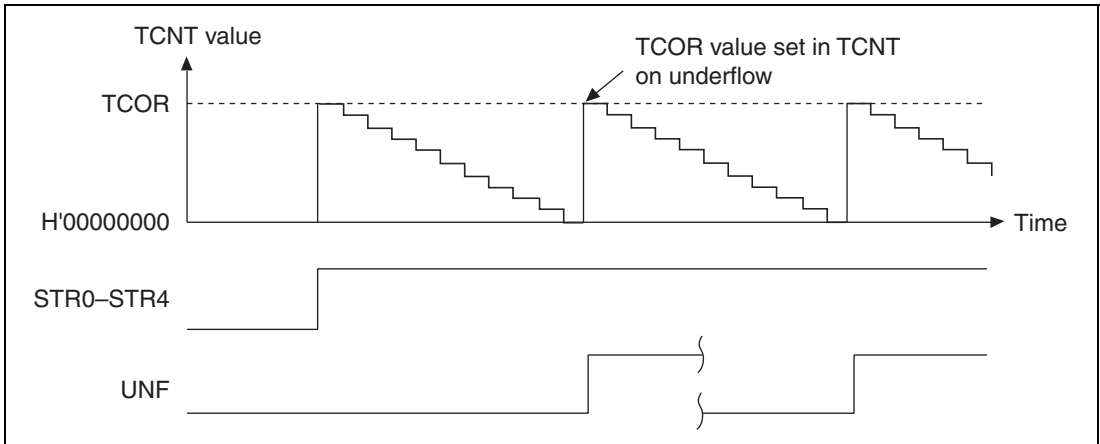 TCNT value
TCOR value set in TCNT
on underflow
TCOR
H'00000000
Time
STR0–STR4
UNF